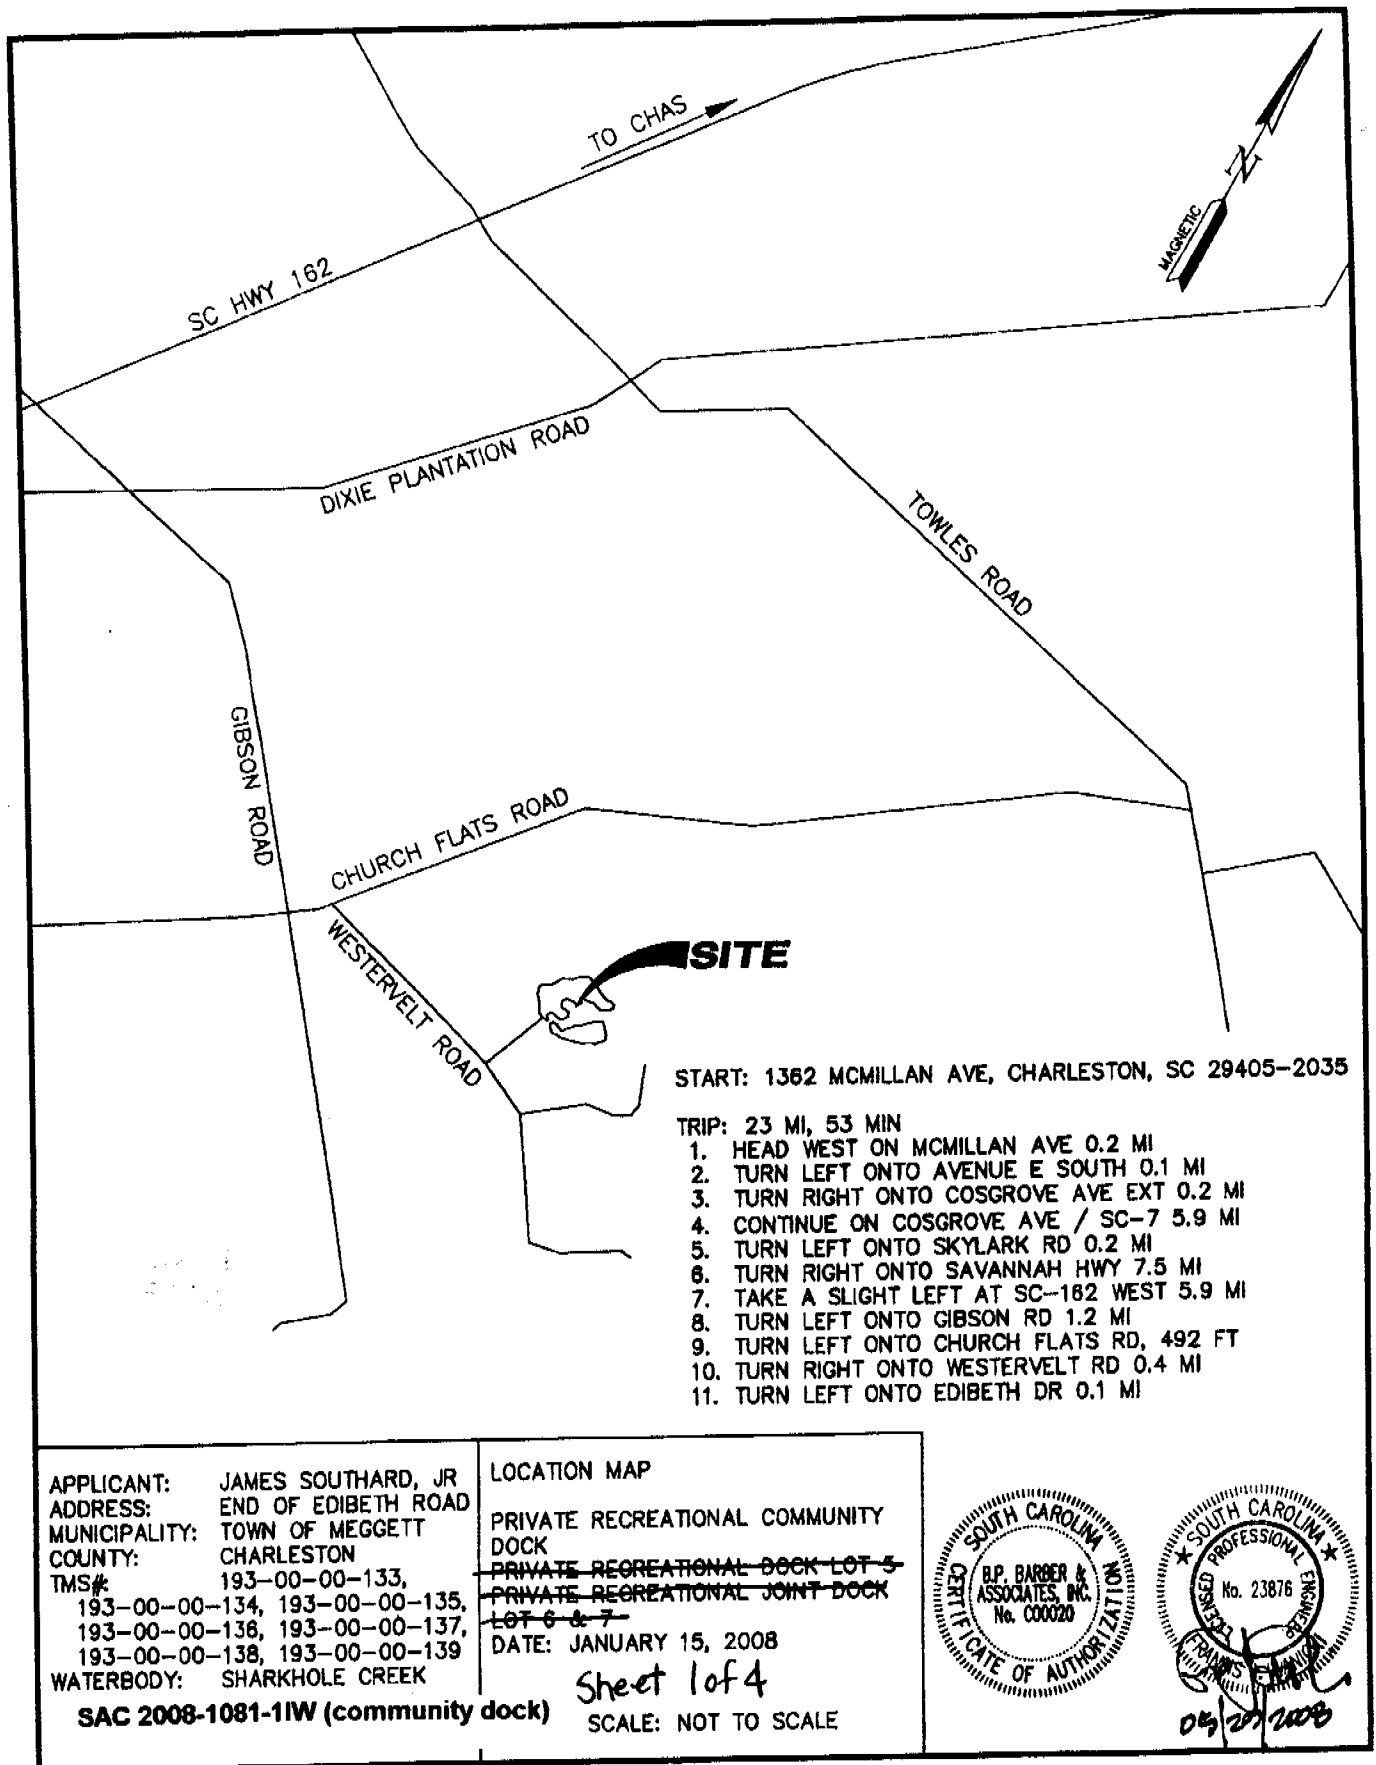 TO CHAS
N
MAGNETIC
SC HWY 162
DIXIE PLANTATION ROAD
TOWLES ROAD
GIBSON ROAD
CHURCH FLATS ROAD
WESTERVELT ROAD
SITE
START: 1362 MCMILLAN AVE, CHARLESTON, SC 29405-2035
TRIP: 23 MI, 53 MIN
1. HEAD WEST ON MCMILLAN AVE 0.2 MI
2. TURN LEFT ONTO AVENUE E SOUTH 0.1 MI
3. TURN RIGHT ONTO COSGROVE AVE EXT 0.2 MI
4. CONTINUE ON COSGROVE AVE / SC-7 5.9 MI
5. TURN LEFT ONTO SKYLARK RD 0.2 MI
6. TURN RIGHT ONTO SAVANNAH HWY 7.5 MI
7. TAKE A SLIGHT LEFT AT SC-162 WEST 5.9 MI
8. TURN LEFT ONTO GIBSON RD 1.2 MI
9. TURN LEFT ONTO CHURCH FLATS RD, 492 FT
10. TURN RIGHT ONTO WESTERVELT RD 0.4 MI
11. TURN LEFT ONTO EDIBETH DR 0.1 MI
APPLICANT: JAMES SOUTHARD, JR
ADDRESS: END OF EDIBETH ROAD
MUNICIPALITY: TOWN OF MEGGETT
COUNTY: CHARLESTON
TMS#: 193-00-00-133,
193-00-00-134, 193-00-00-135,
193-00-00-136, 193-00-00-137,
193-00-00-138, 193-00-00-139
WATERBODY: SHARKHOLE CREEK
SAC 2008-1081-1IW (community dock)
LOCATION MAP
PRIVATE RECREATIONAL COMMUNITY
DOCK
PRIVATE RECREATIONAL DOCK LOT 5
PRIVATE RECREATIONAL JOINT DOCK
LOT 6 & 7
DATE: JANUARY 15, 2008
Sheet 1 of 4
SCALE: NOT TO SCALE
SOUTH CAROLINA
CERTIFICATE OF AUTHORIZATION
B.P. BARBER &
ASSOCIATES, INC.
No. C00020
SOUTH CAROLINA
LICENSED PROFESSIONAL ENGINEER
No. 23876